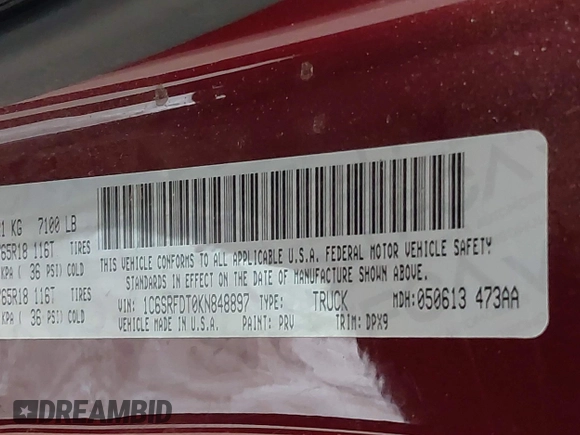 1 KG 7100 LB
65R18 116T TIRES
KPA ( 36 PSI) COLD
65R18 116T TIRES
KPA ( 36 PSI) COLD
THIS VEHICLE CONFORMS TO ALL APPLICABLE U.S.A. FEDERAL MOTOR VEHICLE SAFETY
STANDARDS IN EFFECT ON THE DATE OF MANUFACTURE SHOWN ABOVE.
VIN: 1C6SRFDT0KN848897 TYPE: TRUCK MDH: 050613 473AA
VEHICLE MADE IN U.S.A. PAINT: PRV TRIM: DPX9
DREAMBID